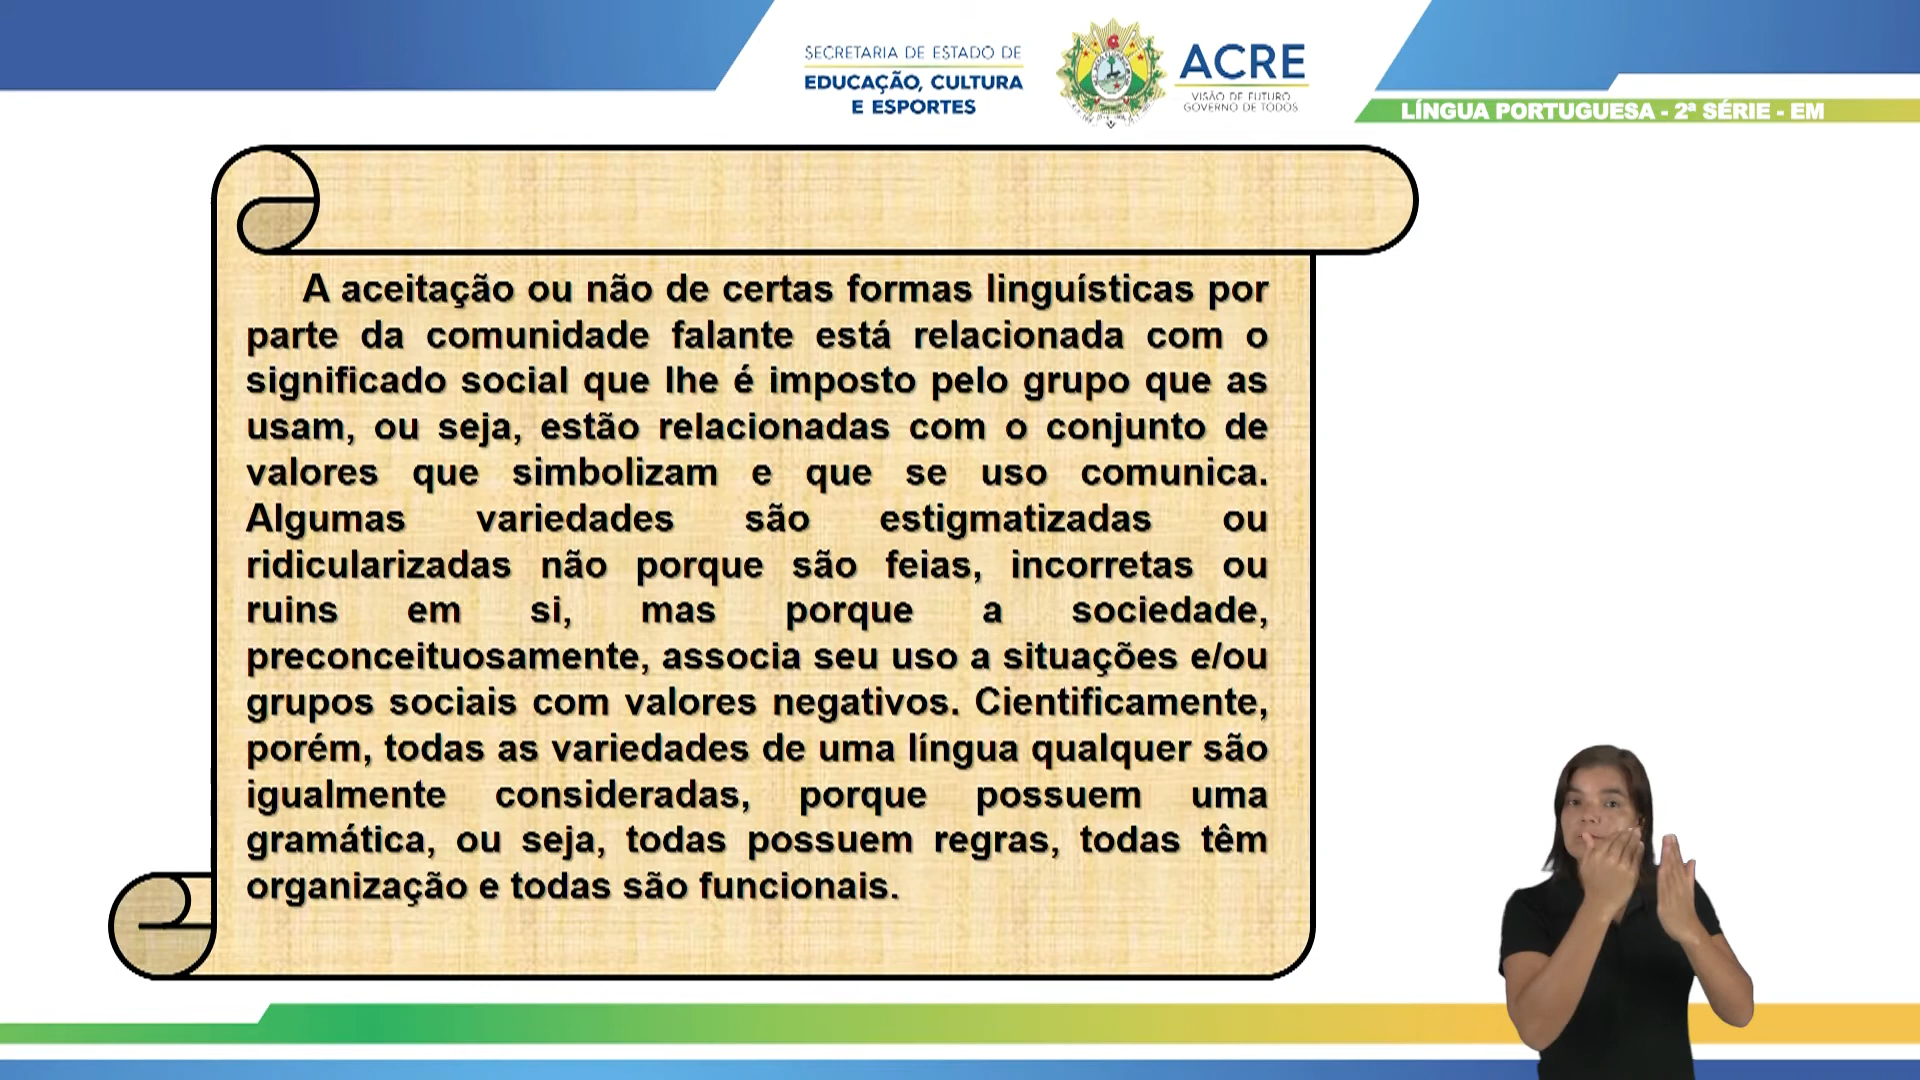 SECRETARIA DE ESTADO DE
EDUCAÇÃO, CULTURA
E ESPORTES
ACRE
VISÃO DE FUTURO
GOVERNO DE TODOS
LÍNGUA PORTUGUESA - 2ª SÉRIE - EM
A aceitação ou não de certas formas linguísticas por
parte da comunidade falante está relacionada com o
significado social que lhe é imposto pelo grupo que as
usam, ou seja, estão relacionadas com o conjunto de
valores que simbolizam e que se uso comunica.
Algumas variedades são estigmatizadas ou
ridicularizadas não porque são feias, incorretas ou
ruins em si, mas porque a sociedade,
preconceituosamente, associa seu uso a situações e/ou
grupos sociais com valores negativos. Cientificamente,
porém, todas as variedades de uma língua qualquer são
igualmente consideradas, porque possuem uma
gramática, ou seja, todas possuem regras, todas têm
organização e todas são funcionais.